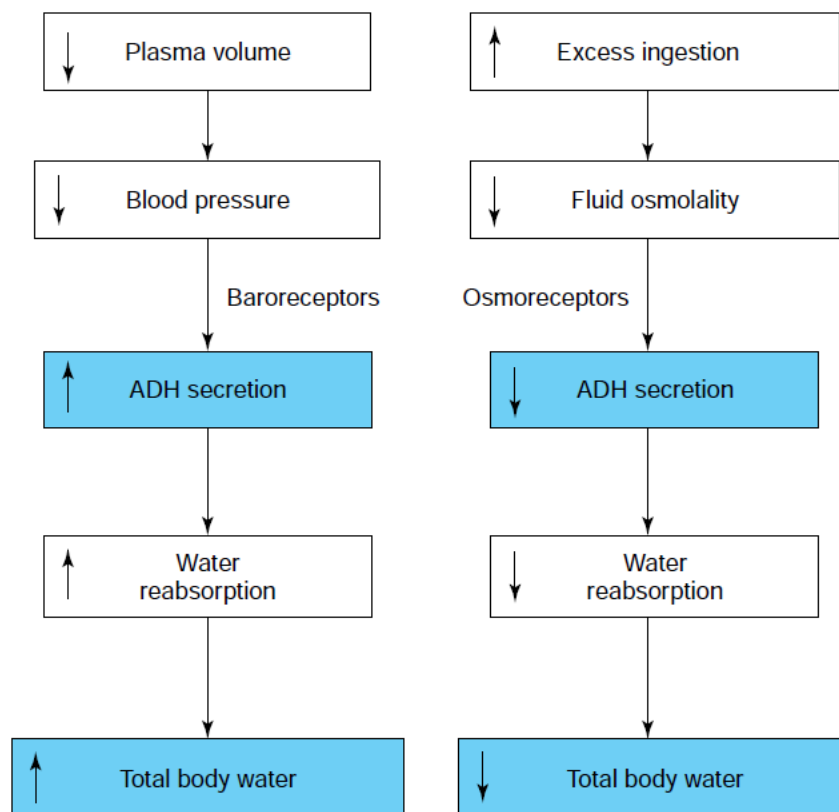 Plasma volume
Blood pressure
Baroreceptors
ADH secretion
Water
reabsorption
Total body water
Excess ingestion
Fluid osmolality
Osmoreceptors
ADH secretion
Water
reabsorption
Total body water